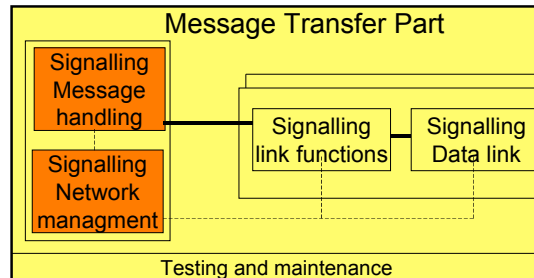 Message Transfer Part
Signalling
Message
handling
Signalling
Network
managment
Signalling
link functions
Signalling
Data link
Testing and maintenance